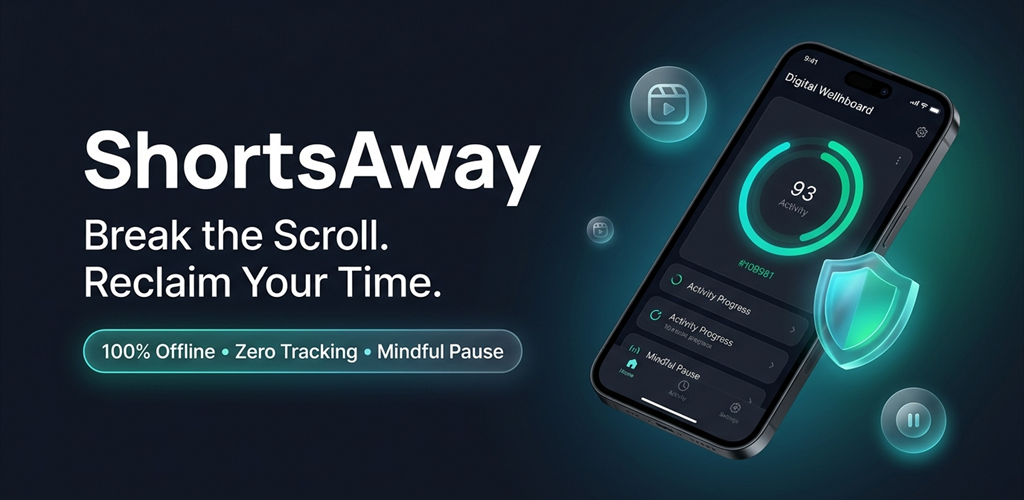 ShortsAway
Break the Scroll.
Reclaim Your Time.
100% Offline • Zero Tracking • Mindful Pause
9:41
Digital Wellhboard
93
Activity
#10B981
Activity Progress
Activity Progress
Mindful Pause
Home
Activity
Settings